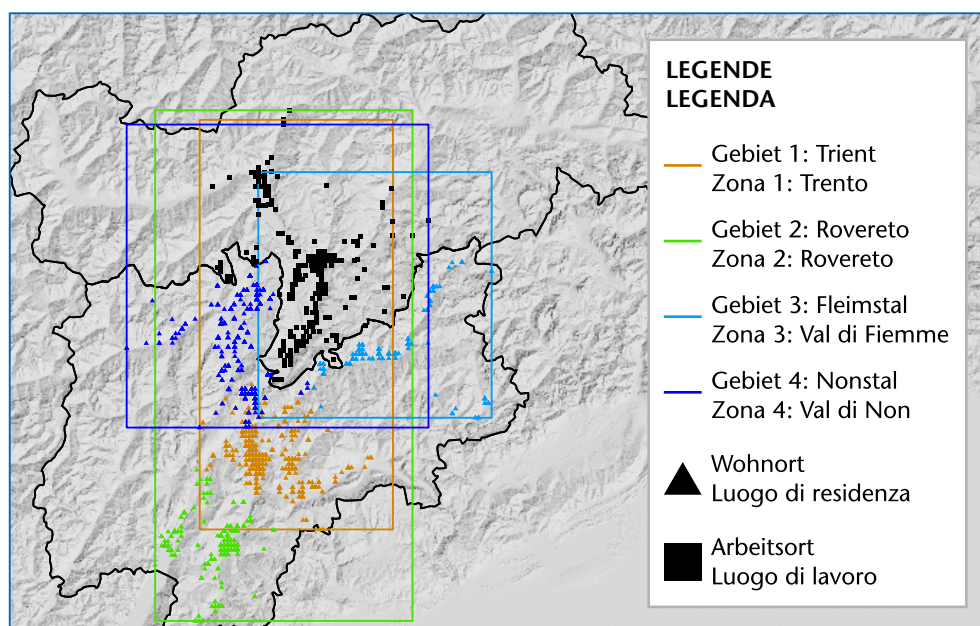 LEGENDE
LEGENDA
Gebiet 1: Trient
Zona 1: Trento
Gebiet 2: Rovereto
Zona 2: Rovereto
Gebiet 3: Fleimstal
Zona 3: Val di Fiemme
Gebiet 4: Nonstal
Zona 4: Val di Non
Wohnort
Luogo di residenza
Arbeitsort
Luogo di lavoro